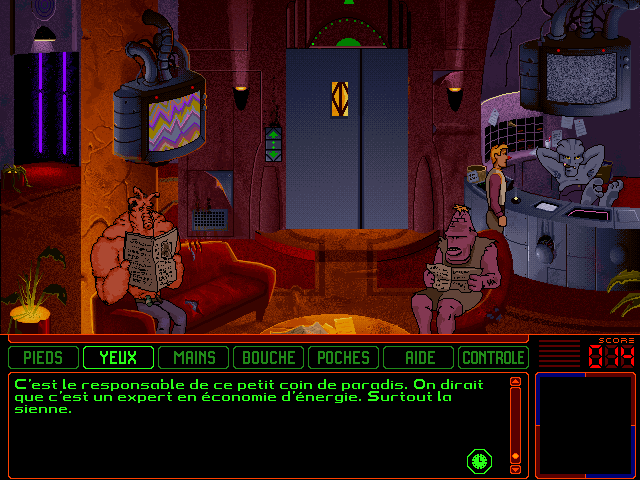 SCORE
014
PIEDS YEUX MAINS BOUCHE POCHES AIDE CONTROLE
C'est le responsable de ce petit coin de paradis. On dirait
que c'est un expert en économie d'énergie. Surtout la
sienne.